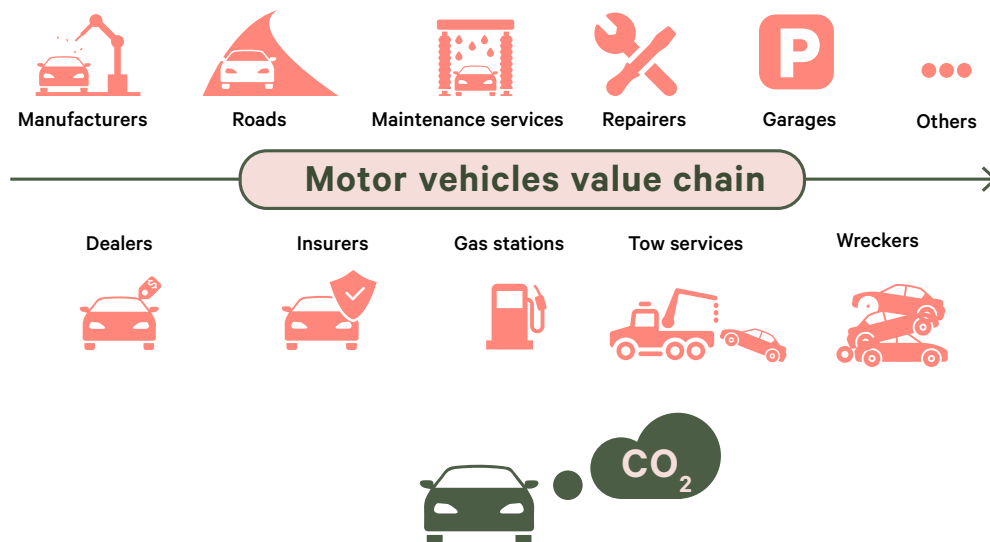 P
Manufacturers
Roads
Maintenance services
Repairers
Garages
Others
Motor vehicles value chain
Dealers
Insurers
Gas stations
Tow services
Wreckers
$
CO₂